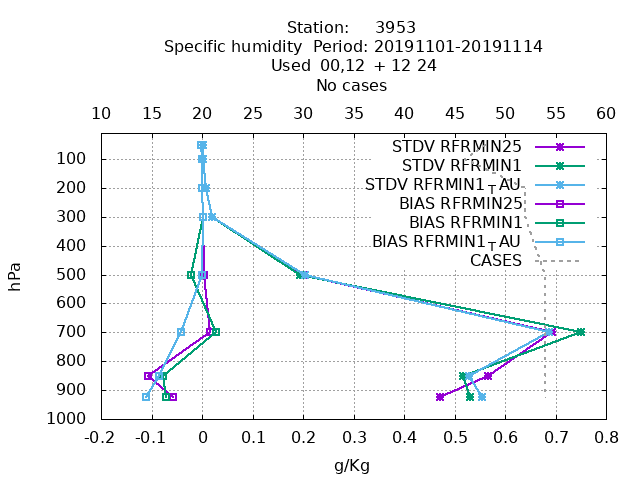 Station: 3953
Specific humidity Period: 20191101-20191114
Used 00,12 + 12 24
No cases
10 15 20 25 30 35 40 45 50 55 60
STDV RFRMIN25
STDV RFRMIN1
STDV RFRMIN1TAU
BIAS RFRMIN25
BIAS RFRMIN1
BIAS RFRMIN1TAU
CASES
hPa
100
200
300
400
500
600
700
800
900
1000
-0.2 -0.1 0 0.1 0.2 0.3 0.4 0.5 0.6 0.7 0.8
g/Kg